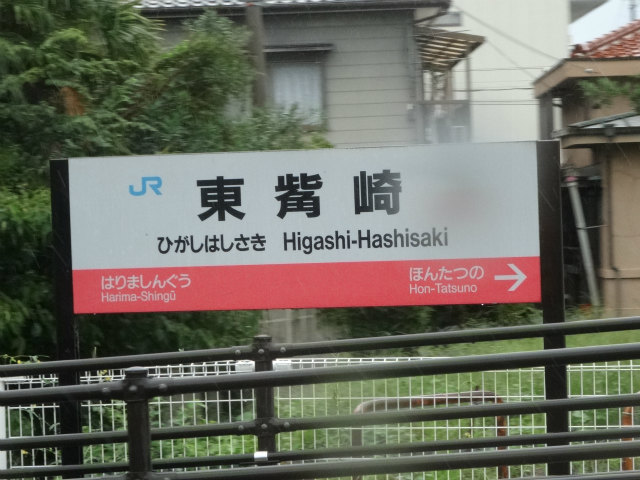 JR
東觜崎
ひがしはしさき Higashi-Hashisaki
はりましんぐう
Harima-Shingū
ほんたつの
Hon-Tatsuno
→